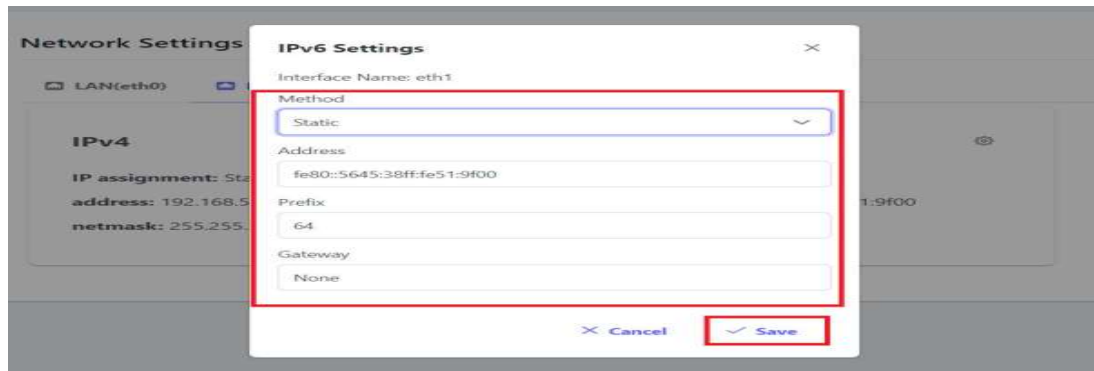 Network Settings
IPv6 Settings
Interface Name: eth1
LAN(eth0)
Method
Static
IPv4
Address
IP assignment: Sta
fe80::5645:38ff:fe51:9f00
address: 192.168.5
Prefix
1:9f00
netmask: 255.255.
64
Gateway
None
Cancel
Save